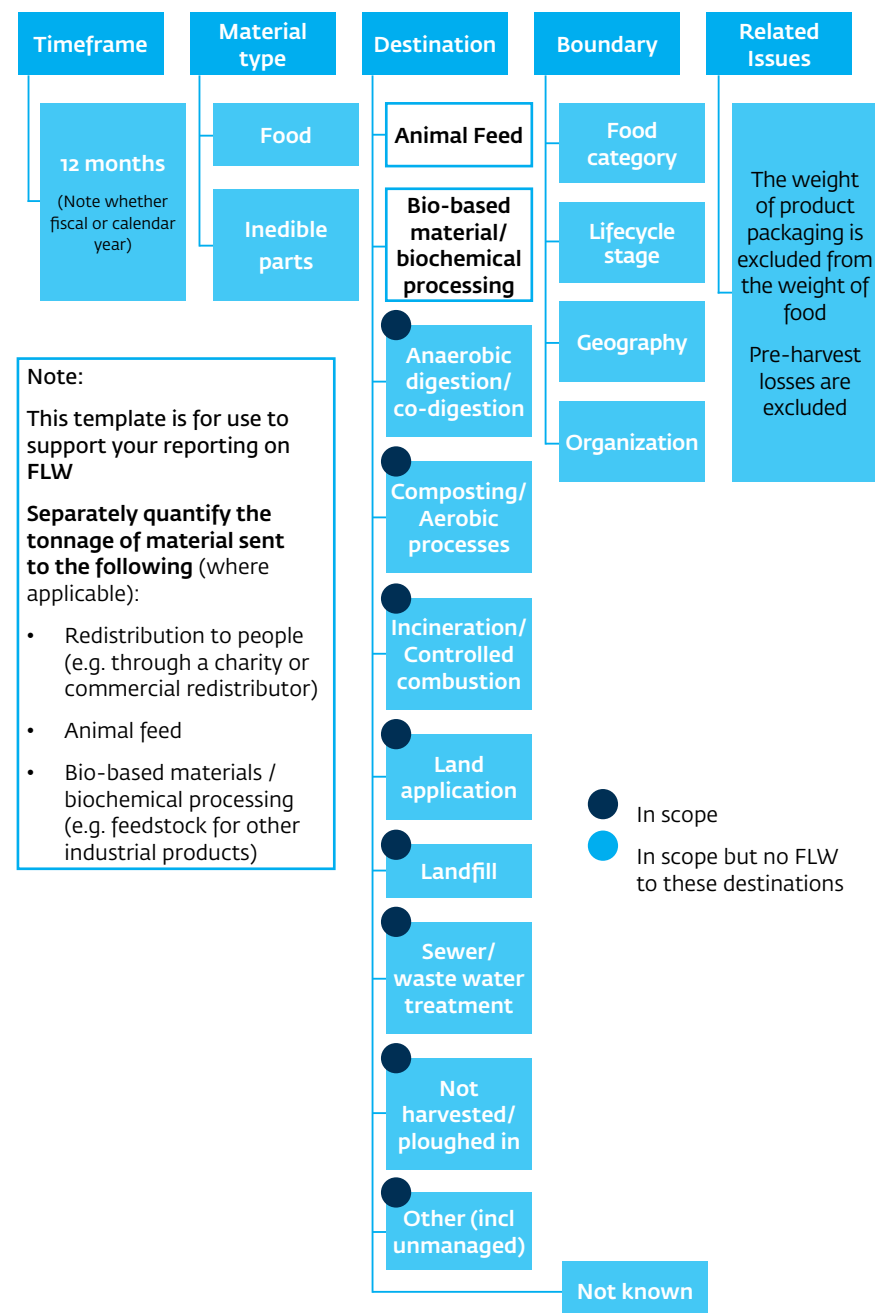 Timeframe
Material
type
Destination
Boundary
Related
Issues
12 months
(Note whether
fiscal or calendar
year)
Food
Inedible
parts
Animal Feed
Bio-based
material/
biochemical
processing
Anaerobic
digestion/
co-digestion
Composting/
Aerobic
processes
Incineration/
Controlled
combustion
Land
application
Landfill
Sewer/
waste water
treatment
Not
harvested/
ploughed in
Other (incl
unmanaged)
Not known
Food
category
Lifecycle
stage
Geography
Organization
The weight
of product
packaging is
excluded from
the weight of
food
Pre-harvest
losses are
excluded
Note:
This template is for use to
support your reporting on
FLW
Separately quantify the
tonnage of material sent
to the following (where
applicable):
• Redistribution to people
(e.g. through a charity or
commercial redistributor)
• Animal feed
• Bio-based materials /
biochemical processing
(e.g. feedstock for other
industrial products)
In scope
In scope but no FLW
to these destinations